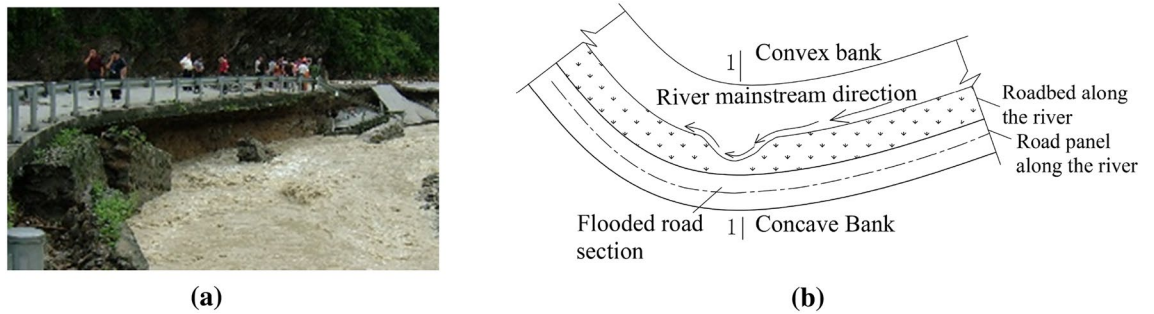 1| Convex bank
River mainstream direction
Roadbed along
the river
Road panel
along the river
Flooded road
section
1| Concave Bank
(a)
(b)